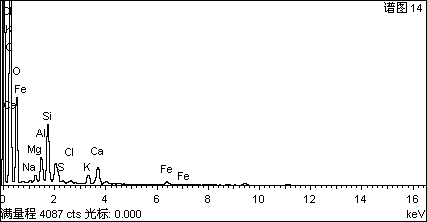 谱图 14
Cl
K
C
O
Fe
Ca
Si
Al
Mg
Na
S
Cl
K
Ca
Fe
Fe
0 2 4 6 8 10 12 14 16
满量程 4087 cts 光标: 0.000 keV